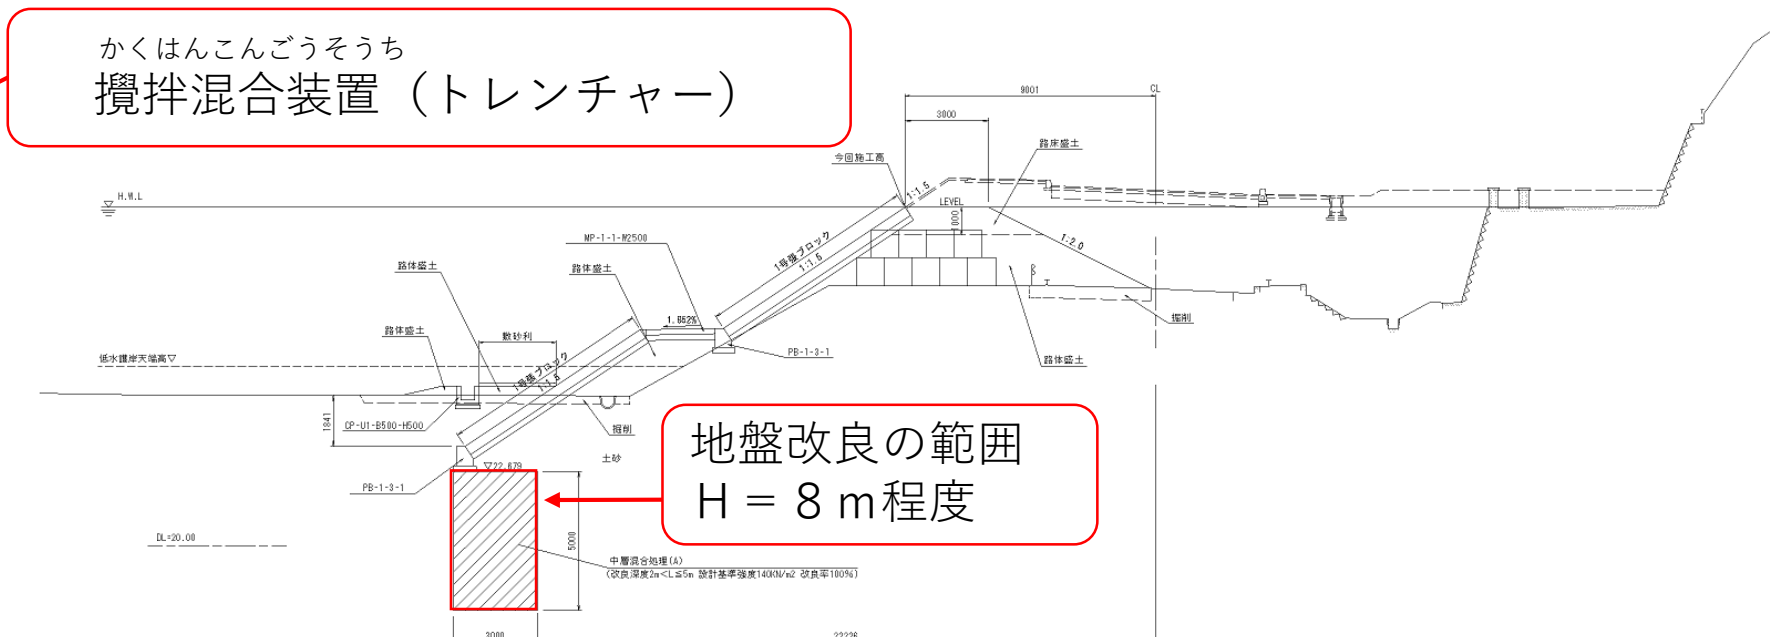 かくはんこんごうそうち
攪拌混合装置（トレンチャー）
9001
CL
3000
路床盛土
今回施工高
1:1.5
H.W.L
LEVEL
1000
1号張ブロック
1:1.5
1:2.0
MP-1-1-W2500
路体盛土
路体盛土
1.852%
路体盛土
敷砂利
掘削
PB-1-3-1
路体盛土
低水護岸天端高▽
1号張ブロック
1:1.5
1841
CP-U1-B500-H500
掘削
土砂
地盤改良の範囲
H＝8m程度
▽22.679
PB-1-3-1
DL=20.00
5000
中層混合処理(A)
(改良深度2m<L≦5m 設計基準強度140KN/m2 改良率100%)
3000
22226